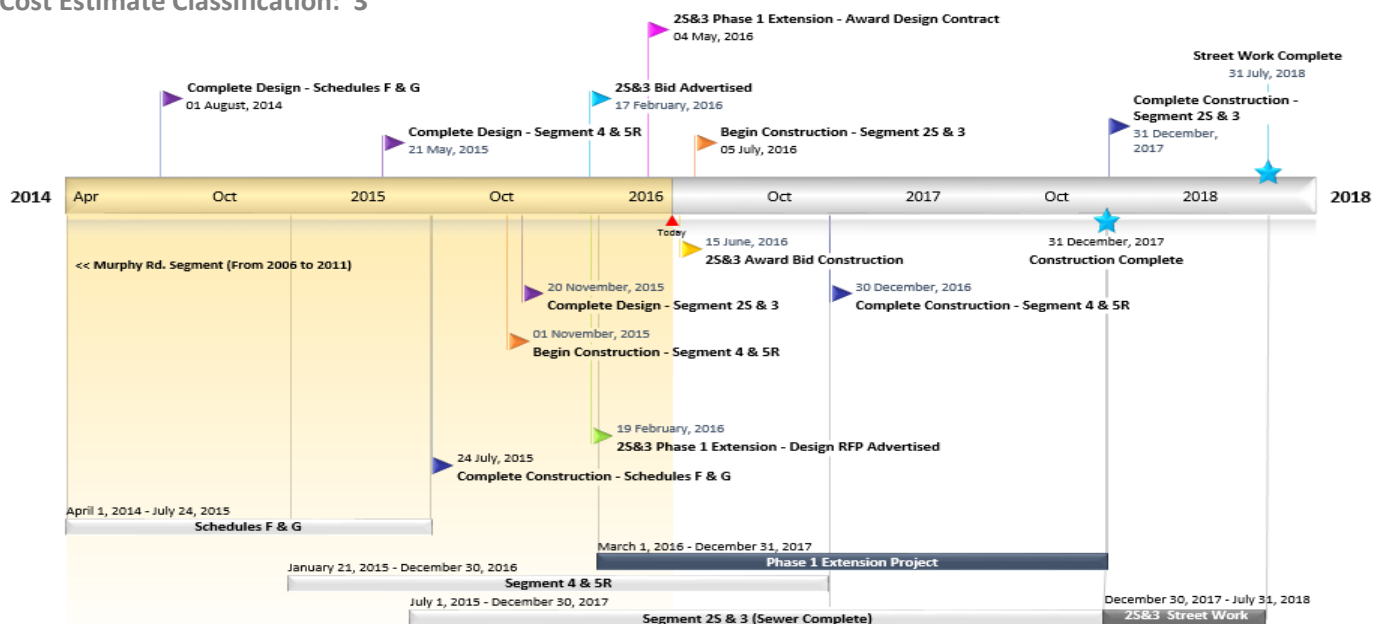 Cost Estimate Classification: 3
2S&3 Phase 1 Extension - Award Design Contract
04 May, 2016
Street Work Complete
31 July, 2018
Complete Design - Schedules F & G
01 August, 2014
2S&3 Bid Advertised
17 February, 2016
Complete Construction -
Segment 2S & 3
31 December,
2017
Complete Design - Segment 4 & 5R
21 May, 2015
Begin Construction - Segment 2S & 3
05 July, 2016
2014 Apr Oct 2015 Oct 2016 Oct 2017 Oct 2018 2018
Today
15 June, 2016
2S&3 Award Bid Construction
31 December, 2017
Construction Complete
<< Murphy Rd. Segment (From 2006 to 2011)
20 November, 2015
Complete Design - Segment 2S & 3
30 December, 2016
Complete Construction - Segment 4 & 5R
01 November, 2015
Begin Construction - Segment 4 & 5R
19 February, 2016
2S&3 Phase 1 Extension - Design RFP Advertised
24 July, 2015
Complete Construction - Schedules F & G
April 1, 2014 - July 24, 2015
Schedules F & G
March 1, 2016 - December 31, 2017
Phase 1 Extension Project
January 21, 2015 - December 30, 2016
Segment 4 & 5R
July 1, 2015 - December 30, 2017
Segment 2S & 3 (Sewer Complete)
December 30, 2017 - July 31, 2018
2S&3 Street Work